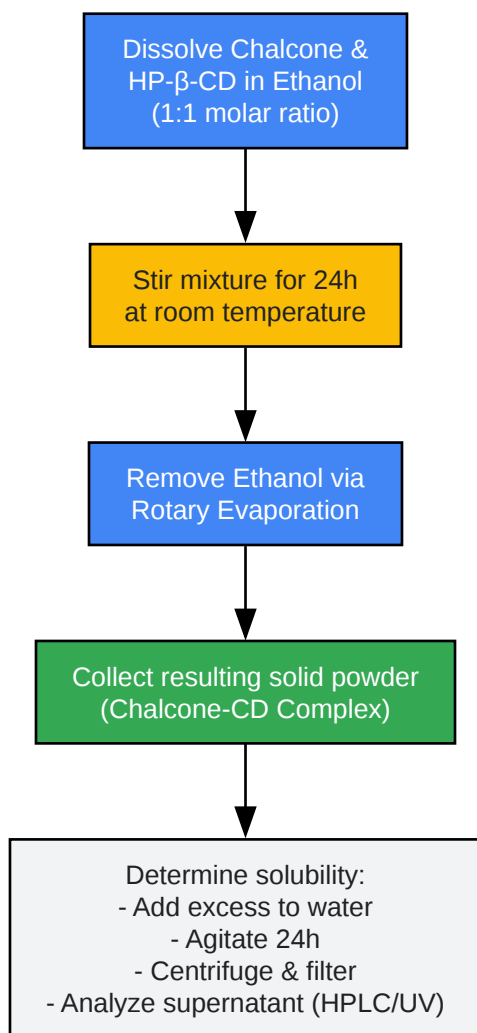 Dissolve Chalcone &
HP-β-CD in Ethanol
(1:1 molar ratio)
Stir mixture for 24h
at room temperature
Remove Ethanol via
Rotary Evaporation
Collect resulting solid powder
(Chalcone-CD Complex)
Determine solubility:
- Add excess to water
- Agitate 24h
- Centrifuge & filter
- Analyze supernatant (HPLC/UV)